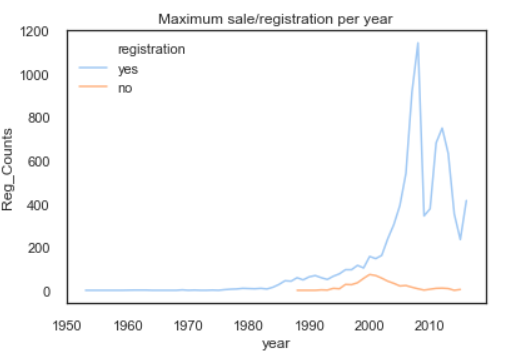 Maximum sale/registration per year
Reg_Counts
1200
1000
800
600
400
200
0
registration
yes
no
1950
1960
1970
1980
1990
2000
2010
year